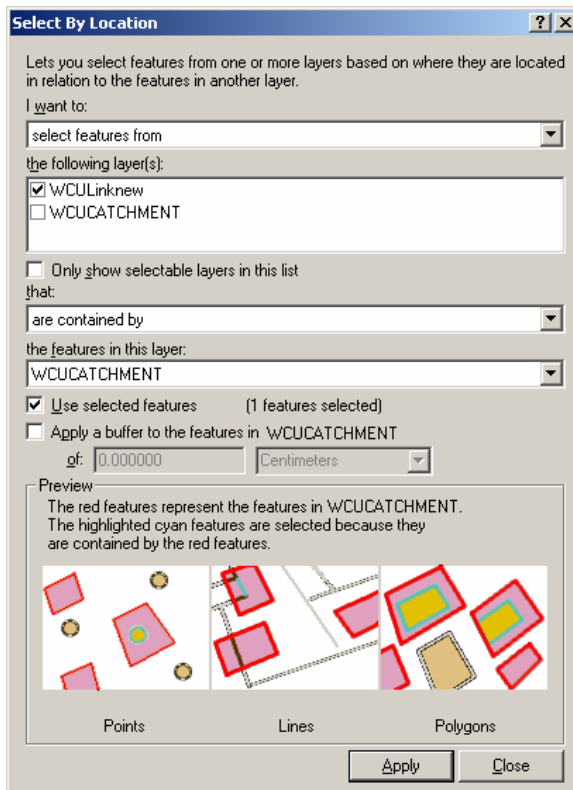 Select By Location
Lets you select features from one or more layers based on where they are located
in relation to the features in another layer.
I want to:
select features from
the following layer(s):
WCULinknew
WCUCATCHMENT
Only show selectable layers in this list
that:
are contained by
the features in this layer:
WCUCATCHMENT
Use selected features (1 features selected)
Apply a buffer to the features in WCUCATCHMENT
of: 0.000000 Centimeters
Preview
The red features represent the features in WCUCATCHMENT.
The highlighted cyan features are selected because they
are contained by the red features.
Points Lines Polygons
Apply Close